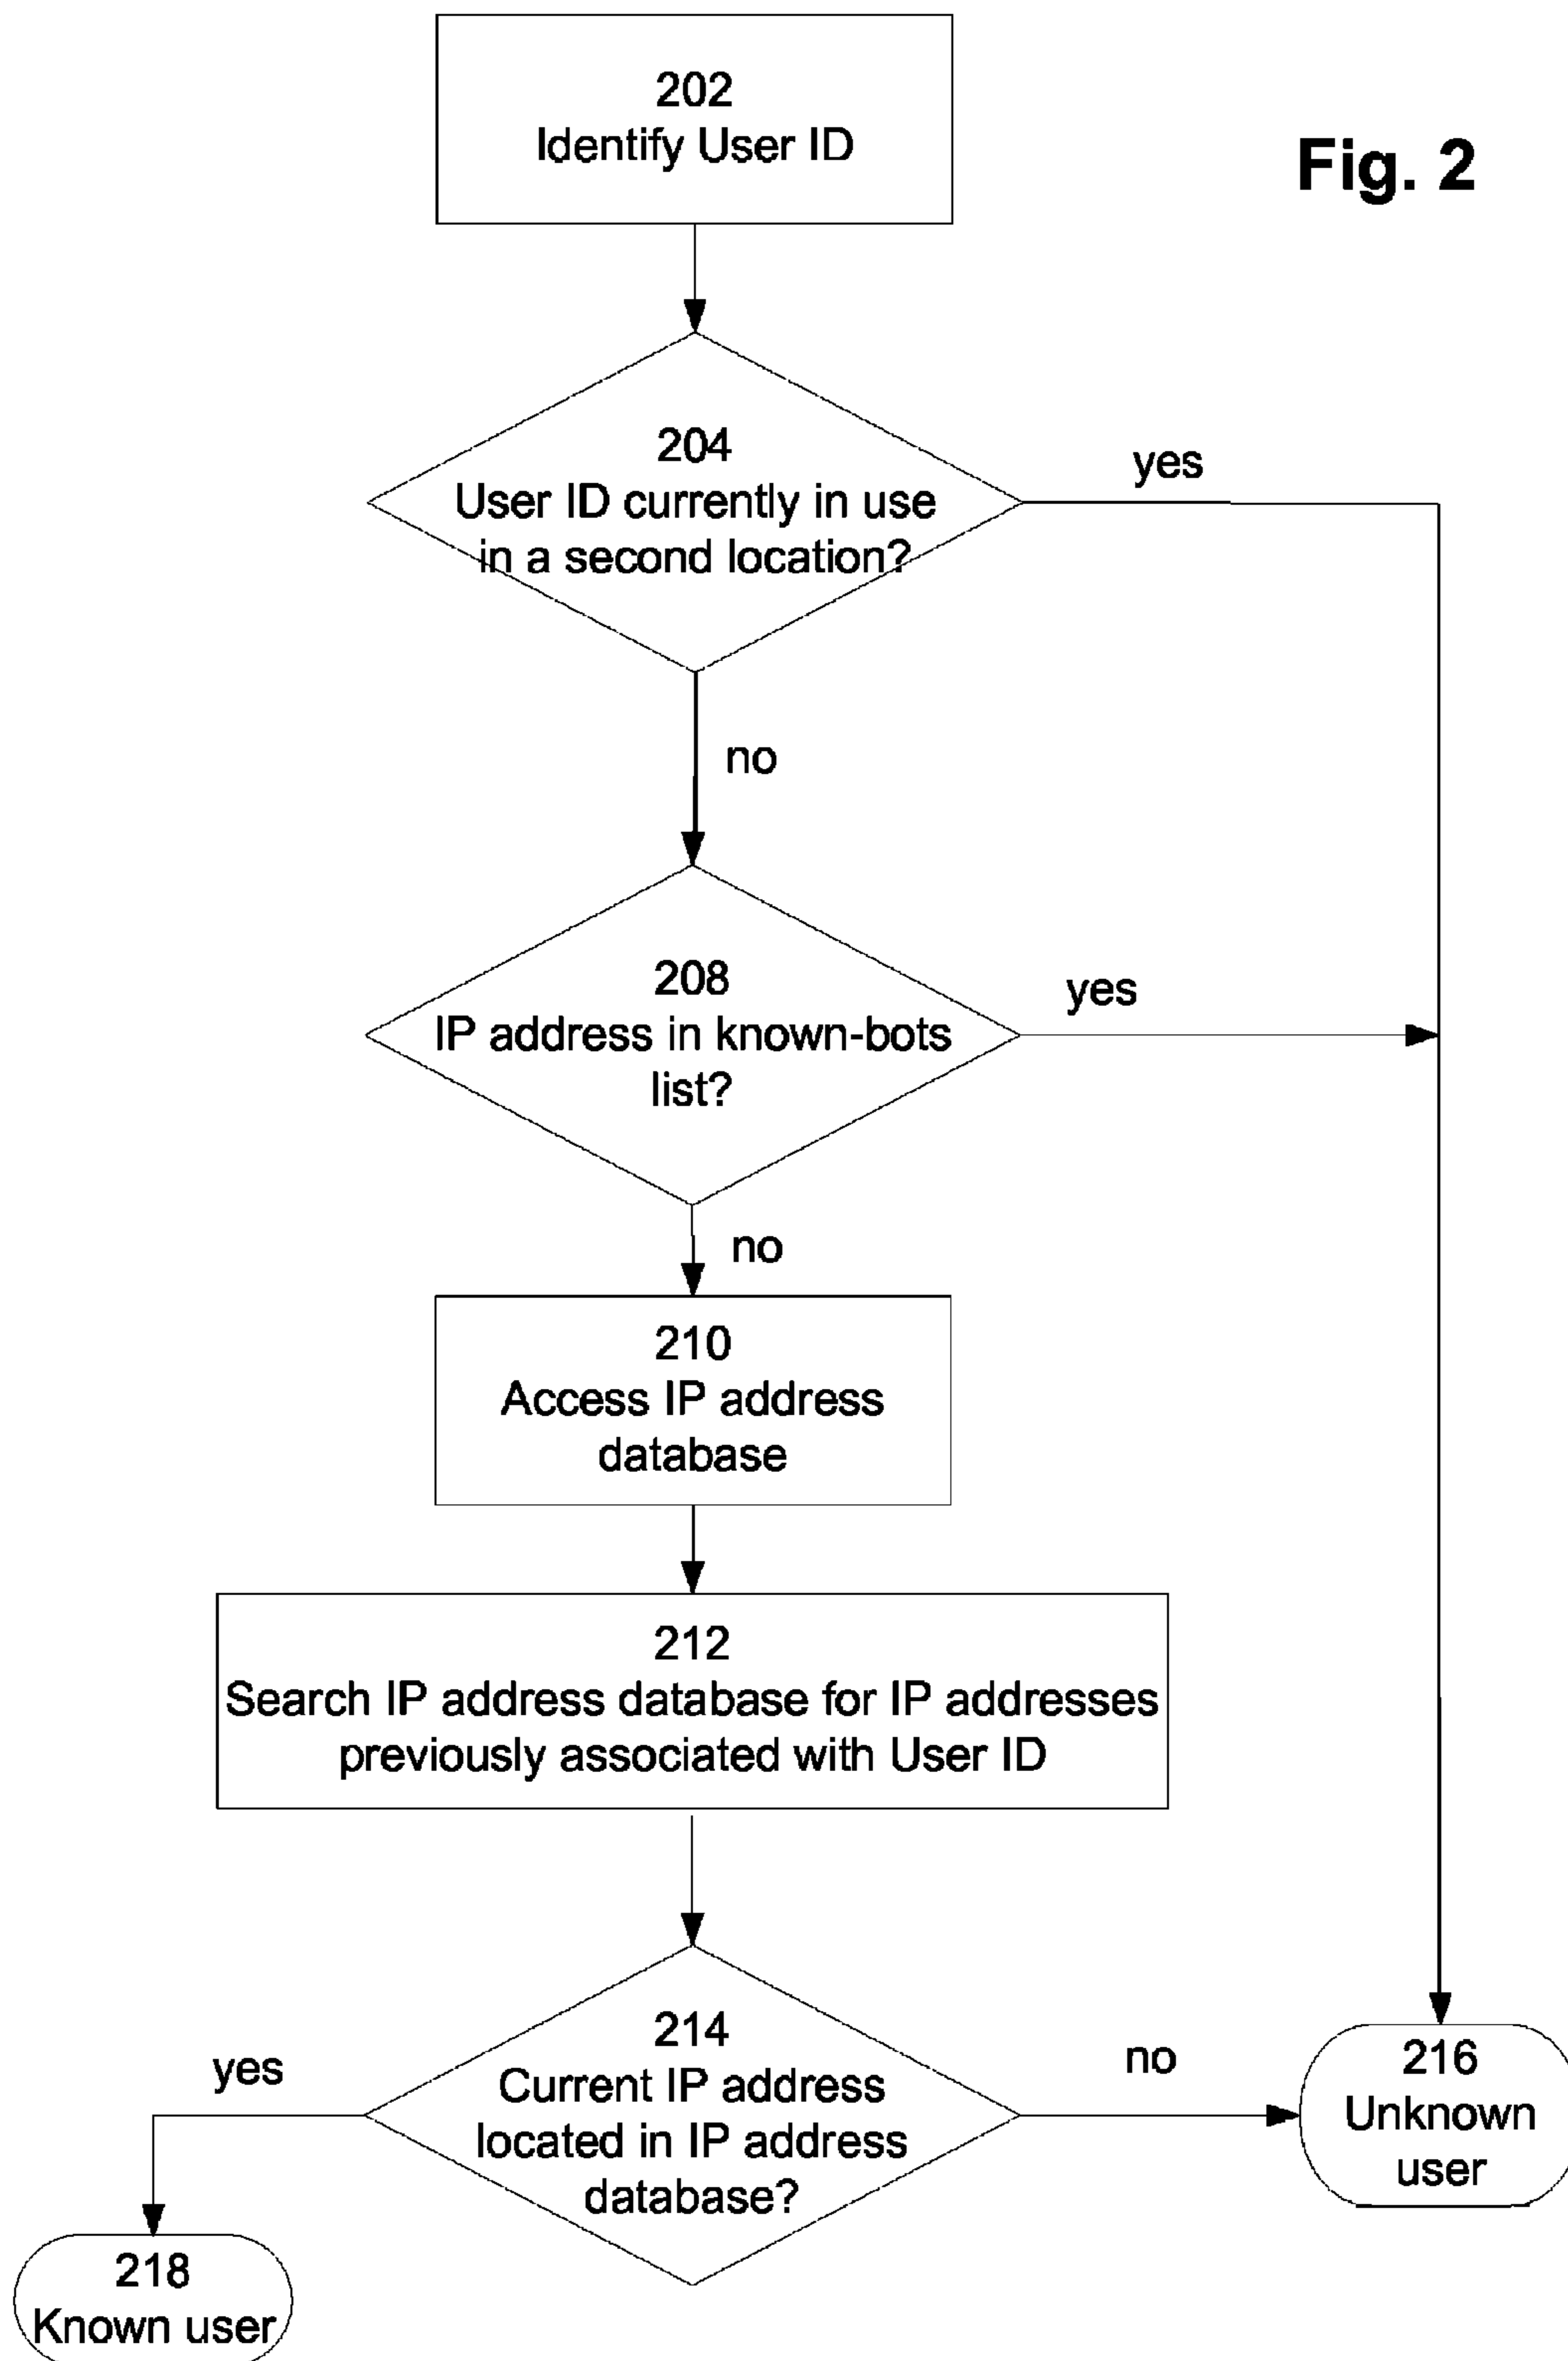 202
Identify User ID
Fig. 2
204
User ID currently in use
in a second location?
yes
no
208
IP address in known-bots
list?
yes
no
210
Access IP address
database
212
Search IP address database for IP addresses
previously associated with User ID
214
Current IP address
located in IP address
database?
yes
no
216
Unknown
user
218
Known user